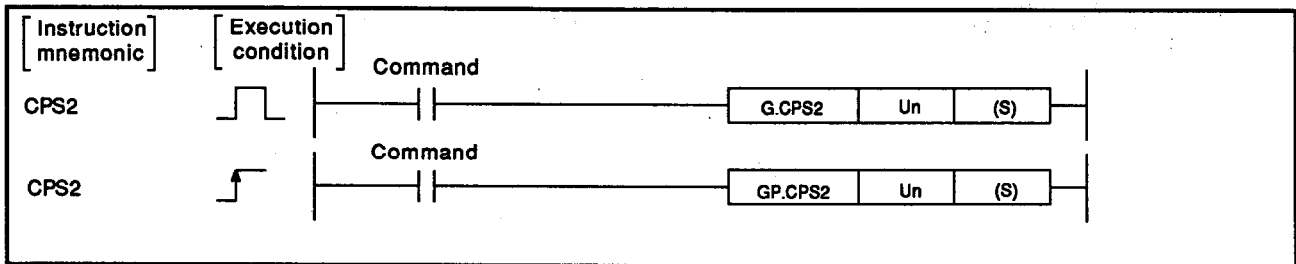 [Instruction mnemonic] [Execution condition]
Command
CPS2 G.CPS2 Un (S)
Command
CPS2 GP.CPS2 Un (S)